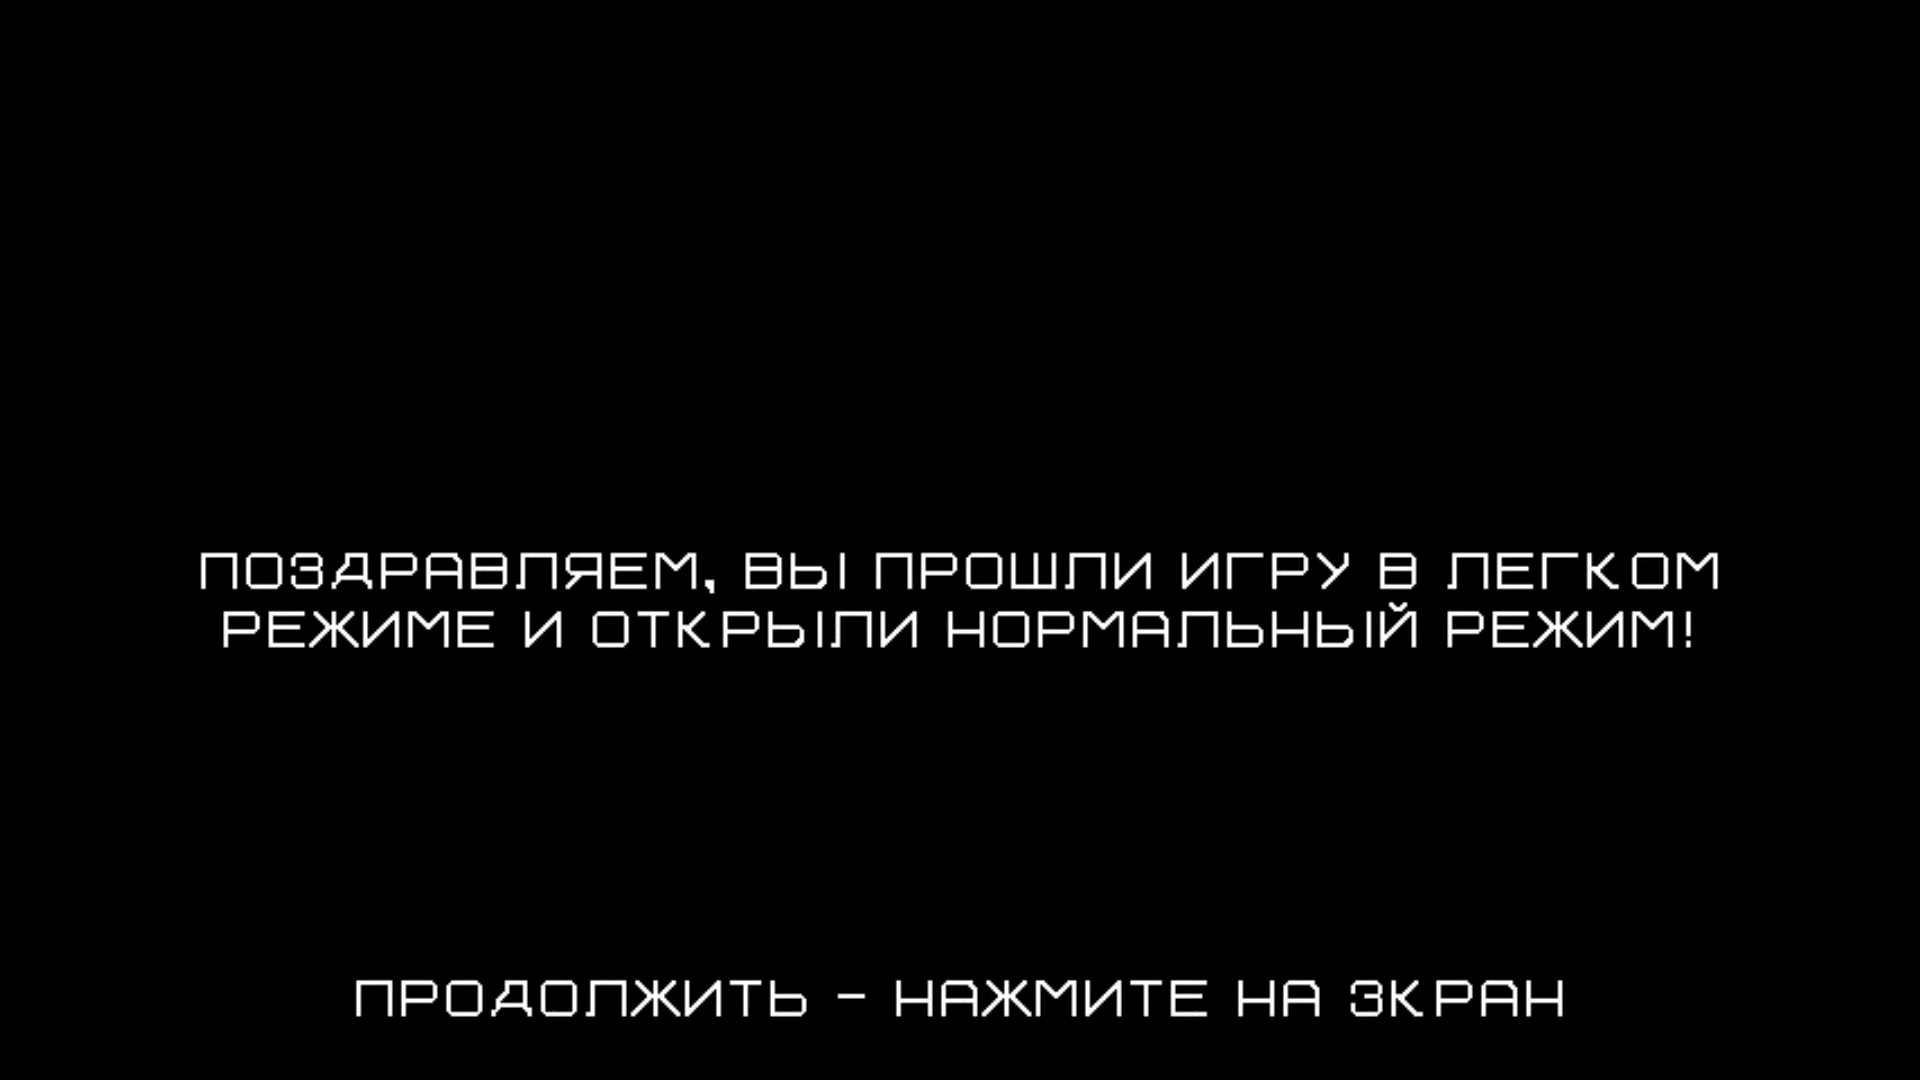 ПОЗДРАВЛЯЕМ, ВЫ ПРОШЛИ ИГРУ В ЛЕГКОМ
РЕЖИМЕ И ОТКРЫЛИ НОРМАЛЬНЫЙ РЕЖИМ!
ПРОДОЛЖИТЬ - НАЖМИТЕ НА ЭКРАН